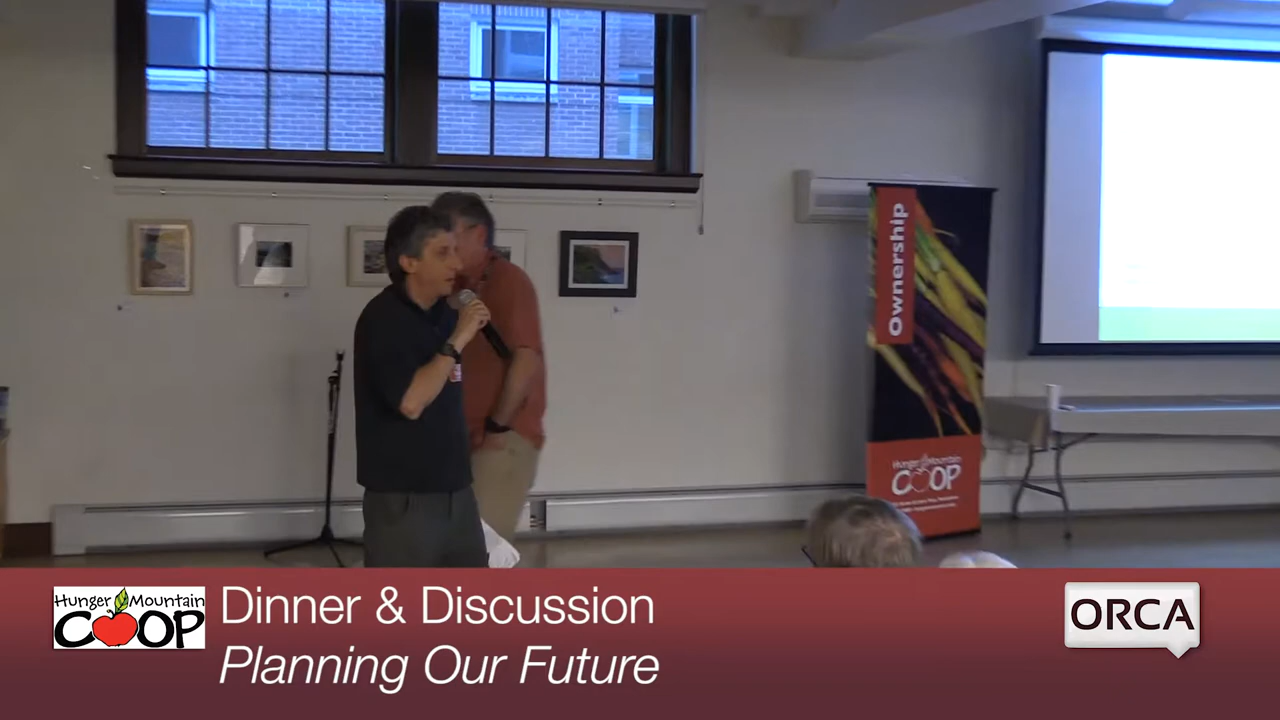 Ownership
Hunger Mountain
COOP
Hunger Mountain
COOP
Dinner & Discussion
Planning Our Future
ORCA